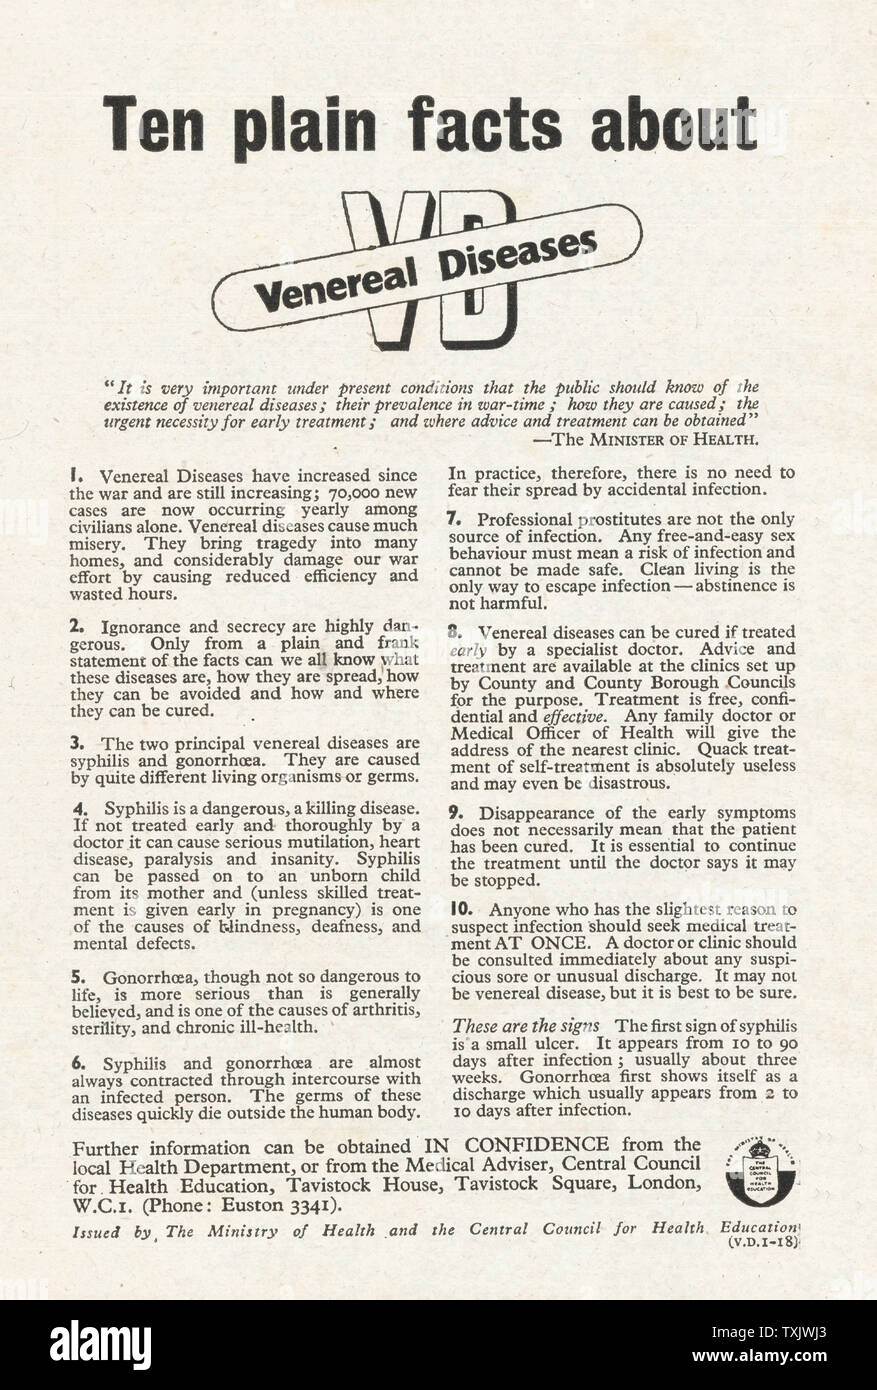 Ten plain facts about
VD
Venereal Diseases
"It is very important under present conditions that the public should know of the
existence of venereal diseases; their prevalence in war-time; how they are caused; the
urgent necessity for early treatment; and where advice and treatment can be obtained"
—The MINISTER OF HEALTH.
1. Venereal Diseases have increased since
the war and are still increasing; 70,000 new
cases are now occurring yearly among
civilians alone. Venereal diseases cause much
misery. They bring tragedy into many
homes, and considerably damage our war
effort by causing reduced efficiency and
wasted hours.
2. Ignorance and secrecy are highly dan-
gerous. Only from a plain and frank
statement of the facts can we all know what
these diseases are, how they are spread, how
they can be avoided and how and where
they can be cured.
3. The two principal venereal diseases are
syphilis and gonorrhœa. They are caused
by quite different living organisms or germs.
4. Syphilis is a dangerous, a killing disease.
If not treated early and thoroughly by a
doctor it can cause serious mutilation, heart
disease, paralysis and insanity. Syphilis
can be passed on to an unborn child
from its mother and (unless skilled treat-
ment is given early in pregnancy) is one
of the causes of blindness, deafness, and
mental defects.
5. Gonorrhœa, though not so dangerous to
life, is more serious than is generally
believed, and is one of the causes of arthritis,
sterility, and chronic ill-health.
6. Syphilis and gonorrhœa are almost
always contracted through intercourse with
an infected person. The germs of these
diseases quickly die outside the human body.
In practice, therefore, there is no need to
fear their spread by accidental infection.
7. Professional prostitutes are not the only
source of infection. Any free-and-easy sex
behaviour must mean a risk of infection and
cannot be made safe. Clean living is the
only way to escape infection — abstinence is
not harmful.
8. Venereal diseases can be cured if treated
early by a specialist doctor. Advice and
treatment are available at the clinics set up
by County and County Borough Councils
for the purpose. Treatment is free, confi-
dential and effective. Any family doctor or
Medical Officer of Health will give the
address of the nearest clinic. Quack treat-
ment of self-treatment is absolutely useless
and may even be disastrous.
9. Disappearance of the early symptoms
does not necessarily mean that the patient
has been cured. It is essential to continue
the treatment until the doctor says it may
be stopped.
10. Anyone who has the slightest reason to
suspect infection should seek medical treat-
ment AT ONCE. A doctor or clinic should
be consulted immediately about any suspi-
cious sore or unusual discharge. It may not
be venereal disease, but it is best to be sure.
These are the signs The first sign of syphilis
is a small ulcer. It appears from 10 to 90
days after infection; usually about three
weeks. Gonorrhœa first shows itself as a
discharge which usually appears from 2 to
10 days after infection.
Further information can be obtained IN CONFIDENCE from the
local Health Department, or from the Medical Adviser, Central Council
for Health Education, Tavistock House, Tavistock Square, London,
W.C.1. (Phone: Euston 3341).
THE MINISTRY OF HEALTH
THE
CENTRAL
COUNCIL
FOR
HEALTH
EDUCATION
Issued by The Ministry of Health and the Central Council for Health Education
(V.D.1-18)
alamy
Image ID: TXJWJ3
www.alamy.com